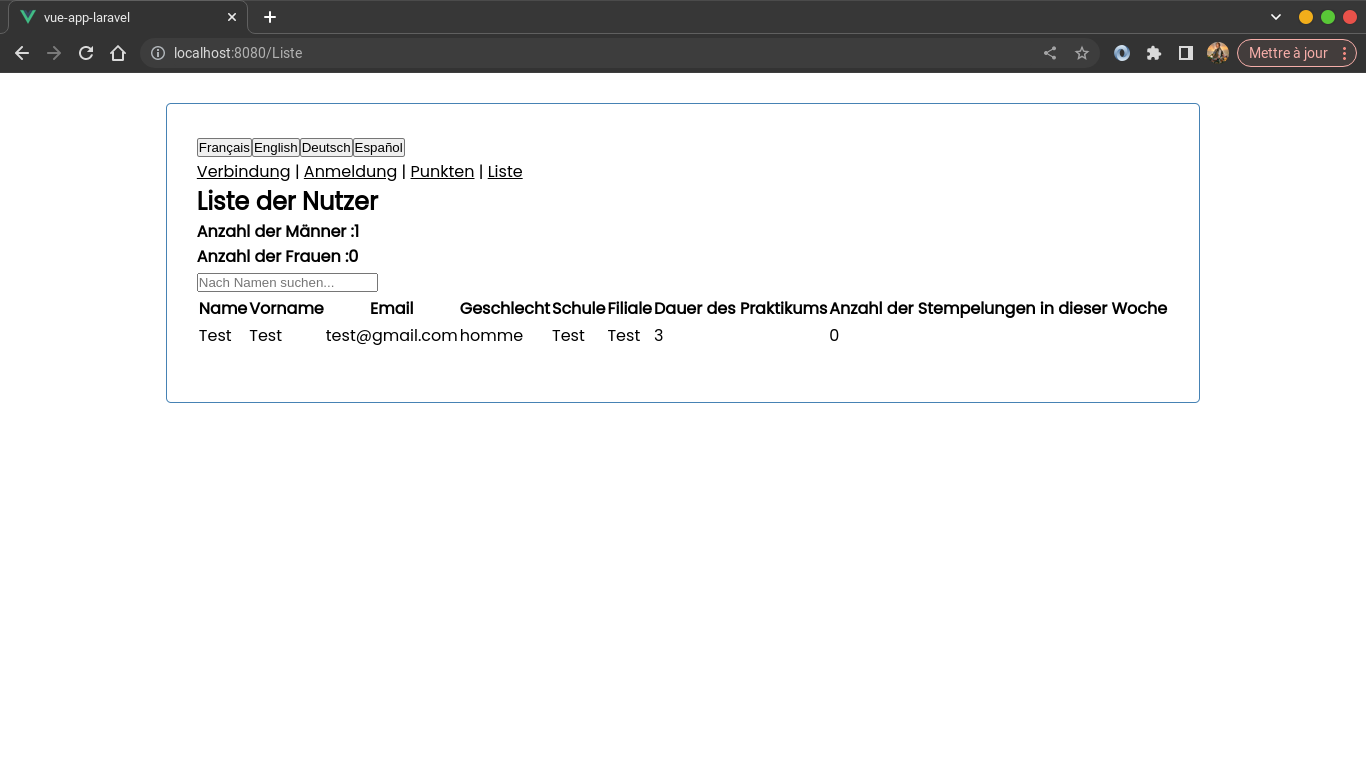 vue-app-laravel
localhost:8080/Liste
Mettre à jour
Français English Deutsch Español
Verbindung | Anmeldung | Punkten | Liste
Liste der Nutzer
Anzahl der Männer :1
Anzahl der Frauen :0
Nach Namen suchen...
Name Vorname Email Geschlecht Schule Filiale Dauer des Praktikums Anzahl der Stempelungen in dieser Woche
Test Test test@gmail.com homme Test Test 3 0